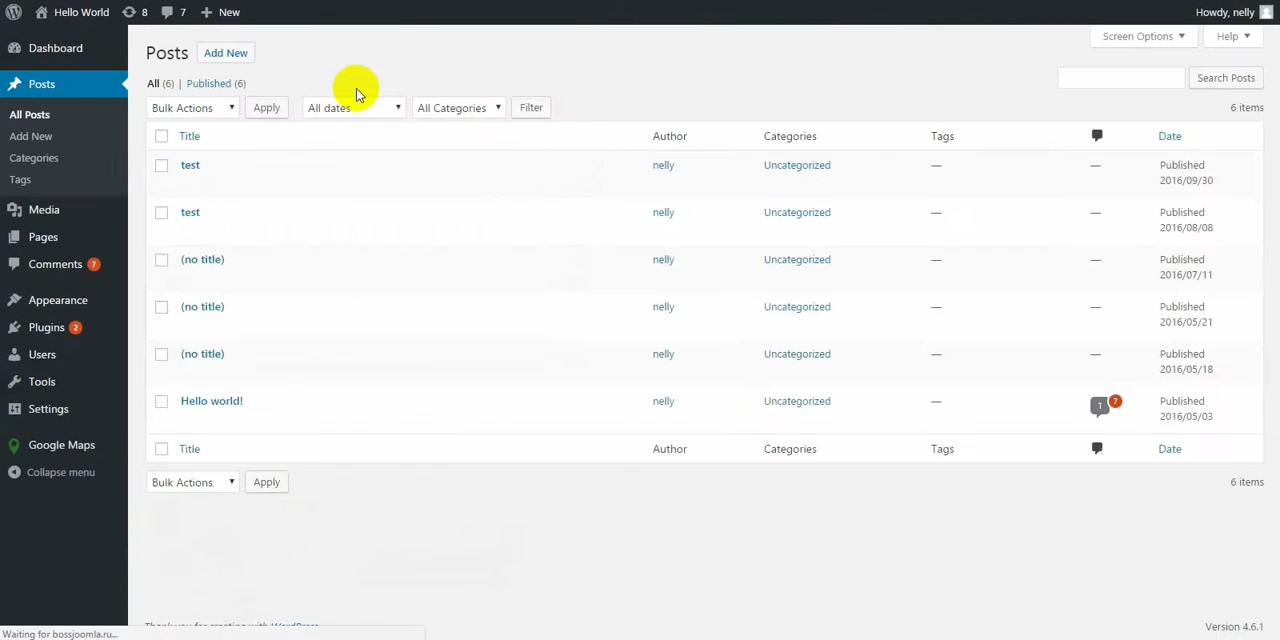 Hello World 8 7 New Howdy, nelly
Dashboard
Posts
All Posts
Add New
Categories
Tags
Media
Pages
Comments 7
Appearance
Plugins 2
Users
Tools
Settings
Google Maps
Collapse menu
Screen Options Help
Posts Add New
All (6) | Published (6)
Search Posts
Bulk Actions Apply All dates All Categories Filter 6 items
Title Author Categories Tags Date
test nelly Uncategorized — — Published
2016/09/30
test nelly Uncategorized — — Published
2016/08/08
(no title) nelly Uncategorized — — Published
2016/07/11
(no title) nelly Uncategorized — — Published
2016/05/21
(no title) nelly Uncategorized — — Published
2016/05/18
Hello world! nelly Uncategorized — 1 7 Published
2016/05/03
Title Author Categories Tags Date
Bulk Actions Apply 6 items
Thank you for creating with WordPress
Version 4.6.1
Waiting for bossjoomla.ru...